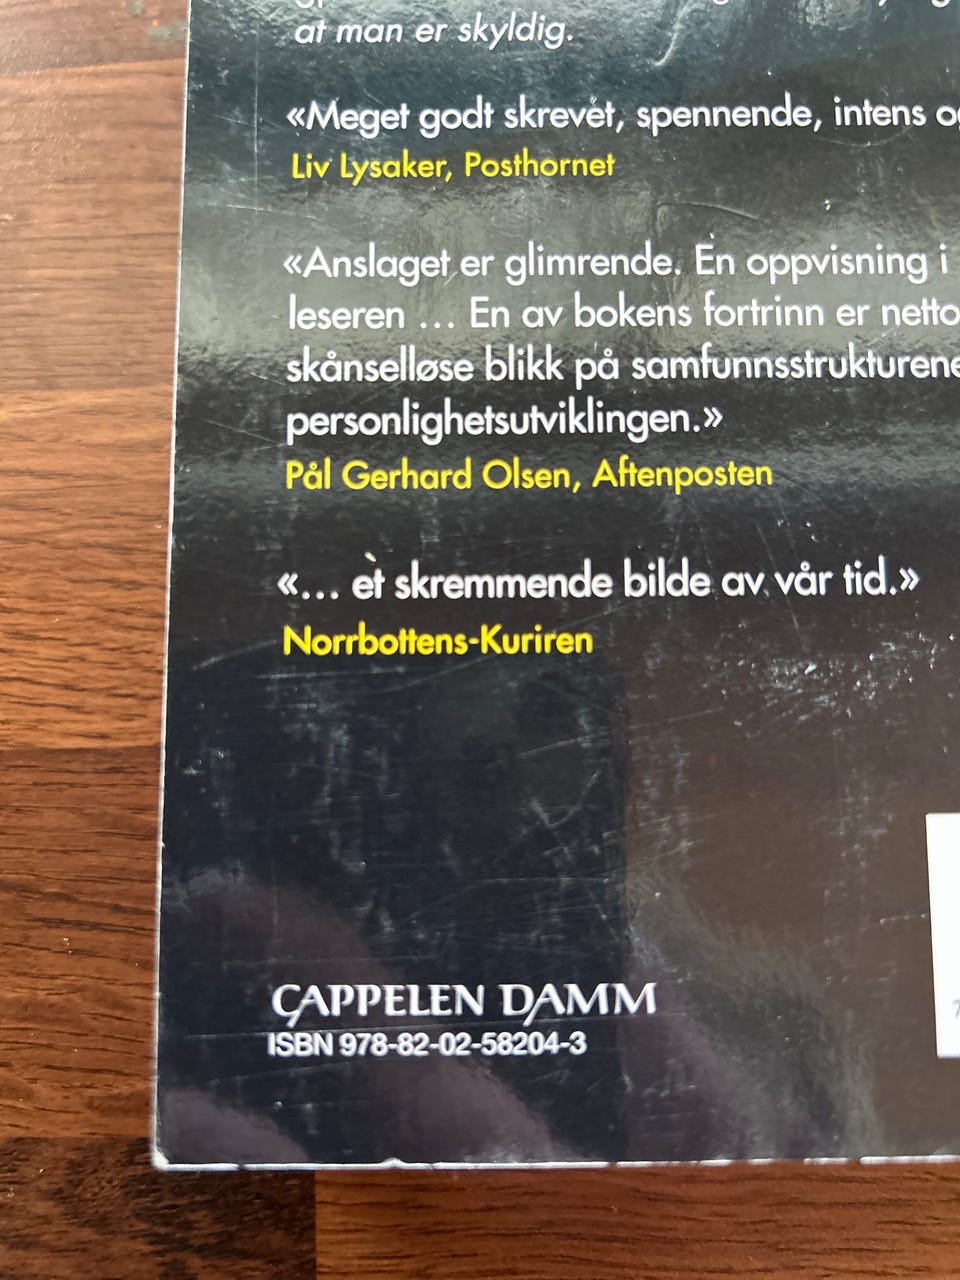 at man er skyldig.
«Meget godt skrevet, spennende, intens
Liv Lysaker, Posthornet
«Anslaget er glimrende. En oppvisning i
leseren ... En av bokens fortrinn er
skånselløse blikk på samfunnsstrukturene
personlighetsutviklingen.»
Pål Gerhard Olsen, Aftenposten
«... et skremmende bilde av vår tid.»
Norrbottens-Kuriren
CAPPELEN DAMM
ISBN 978-82-02-58204-3